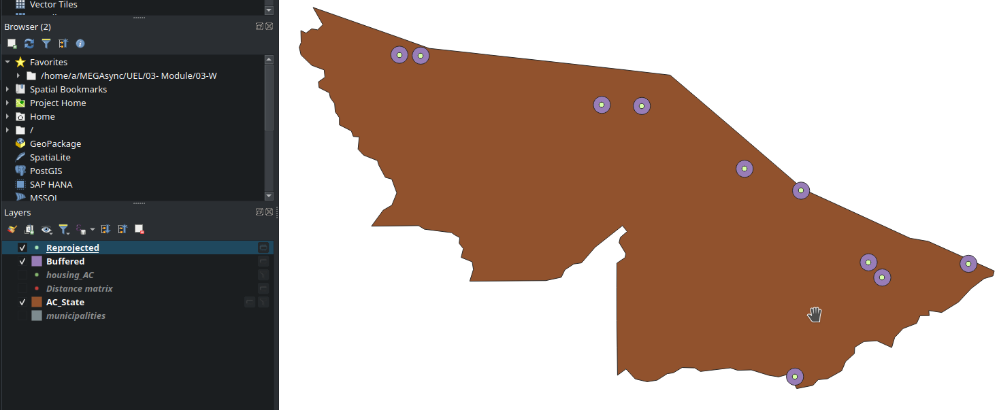 Vector Tiles
Browser (2)
Favorites
/home/a/MEGAsync/UEL/03- Module/03-W
Spatial Bookmarks
Project Home
Home
/
GeoPackage
SpatiaLite
PostGIS
SAP HANA
MSSQL
Layers
Reprojected
Buffered
housing_AC
Distance matrix
AC_State
municipalities